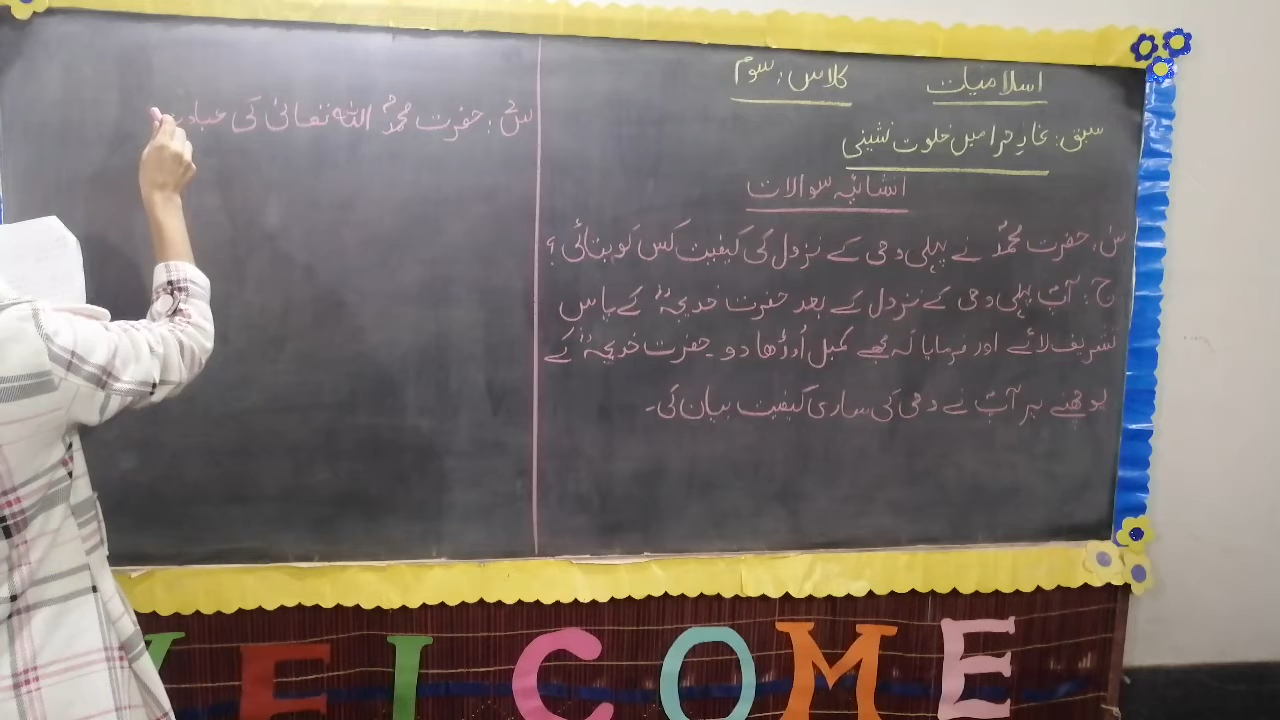 اسلامیات
کلاس: سوم
سبق: غارِ حرا میں خلوت نشینی
انشائیہ سوالات
س: حضرت محمدؐ نے پہلی وحی کے نزول کی کیفیت کس کو بتائی؟
ج: آپؐ پہلی وحی کے نزول کے بعد حضرت خدیجہؓ کے پاس
تشریف لائے اور فرمایا کہ مجھے کمبل اُوڑھا دو۔ حضرت خدیجہؓ کے
پوچھنے پر آپؐ نے وحی کی ساری کیفیت بیان کی۔
س: حضرت محمدؐ اللہ تعالیٰ کی
WELCOME